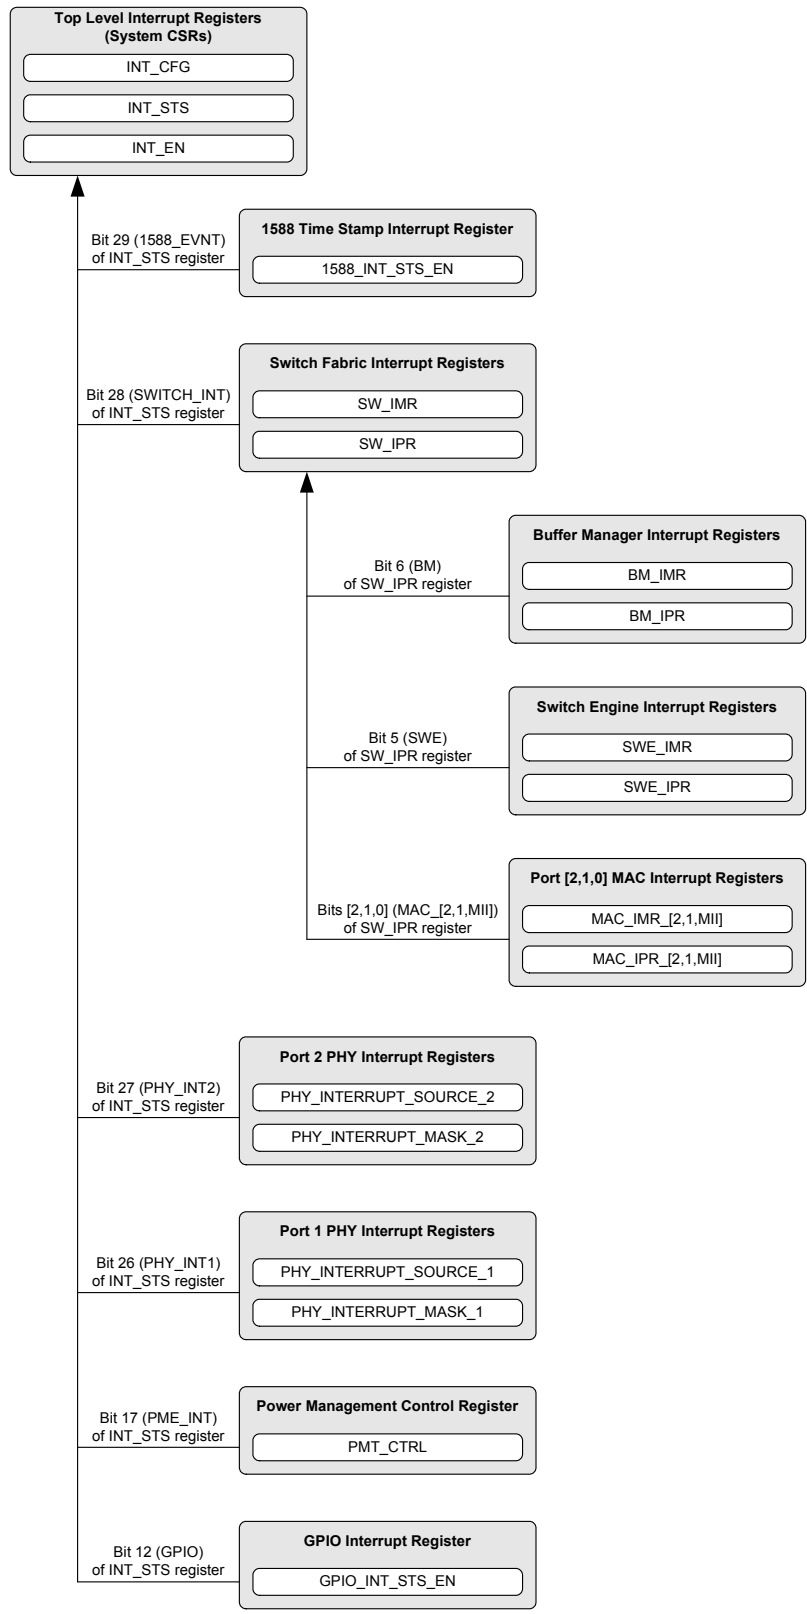 Top Level Interrupt Registers
(System CSRs)
INT_CFG
INT_STS
INT_EN
Bit 29 (1588_EVNT)
of INT_STS register
1588 Time Stamp Interrupt Register
1588_INT_STS_EN
Bit 28 (SWITCH_INT)
of INT_STS register
Switch Fabric Interrupt Registers
SW_IMR
SW_IPR
Bit 6 (BM)
of SW_IPR register
Buffer Manager Interrupt Registers
BM_IMR
BM_IPR
Bit 5 (SWE)
of SW_IPR register
Switch Engine Interrupt Registers
SWE_IMR
SWE_IPR
Bits [2,1,0] (MAC_[2,1,MII])
of SW_IPR register
Port [2,1,0] MAC Interrupt Registers
MAC_IMR_[2,1,MII]
MAC_IPR_[2,1,MII]
Bit 27 (PHY_INT2)
of INT_STS register
Port 2 PHY Interrupt Registers
PHY_INTERRUPT_SOURCE_2
PHY_INTERRUPT_MASK_2
Bit 26 (PHY_INT1)
of INT_STS register
Port 1 PHY Interrupt Registers
PHY_INTERRUPT_SOURCE_1
PHY_INTERRUPT_MASK_1
Bit 17 (PME_INT)
of INT_STS register
Power Management Control Register
PMT_CTRL
Bit 12 (GPIO)
of INT_STS register
GPIO Interrupt Register
GPIO_INT_STS_EN